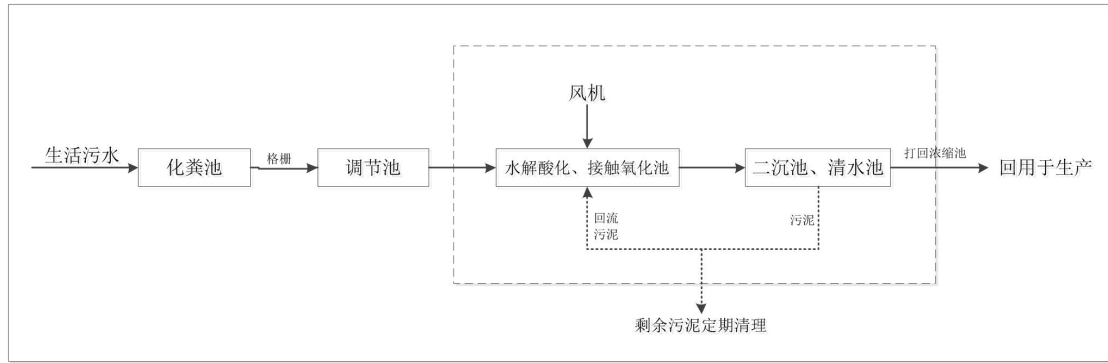 风机
生活污水
化粪池
格栅
调节池
水解酸化、接触氧化池
二沉池、清水池
打回浓缩池
回用于生产
回流
污泥
污泥
剩余污泥定期清理